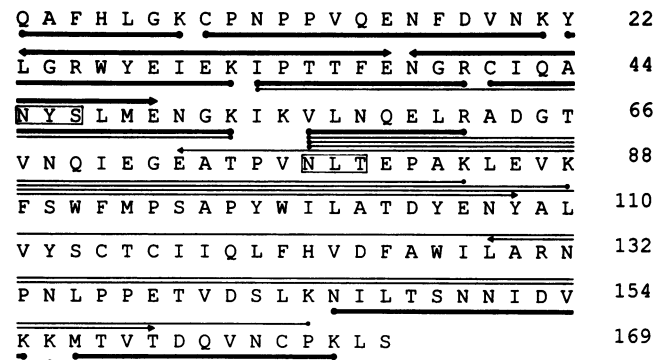 Q A F H L G K C P N P P V Q E N F D V N K Y 22
L G R W Y E I E K I P T T F E N G R C I Q A 44
N Y S L M E N G K I K V L N Q E L R A D G T 66
V N Q I E G E A T P V N L T E P A K L E V K 88
F S W F M P S A P Y W I L A T D Y E N Y A L 110
V Y S C T C I I Q L F H V D F A W I L A R N 132
P N L P P E T V D S L K N I L T S N N I D V 154
K K M T V T D Q V N C P K L S 169